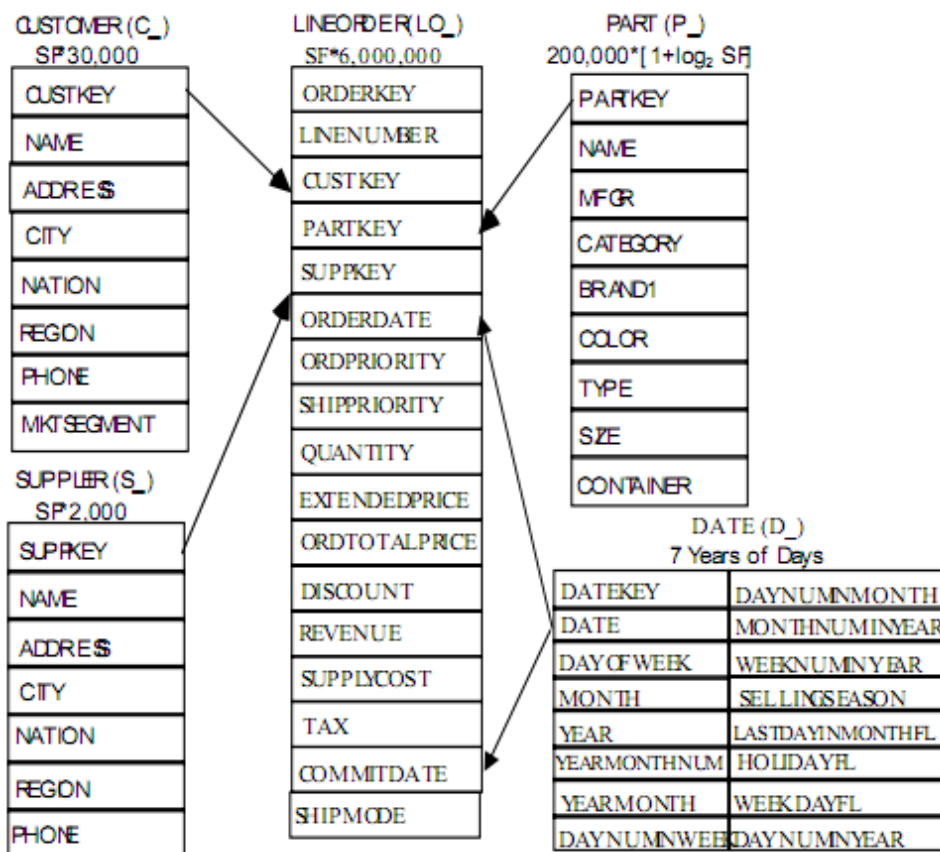 CUSTOMER (C_)
SF*30,000
CUSTKEY
NAME
ADDRESS
CITY
NATION
REGION
PHONE
MKTSEGMENT
SUPPLIER (S_)
SF*2,000
SUPPKEY
NAME
ADDRESS
CITY
NATION
REGION
PHONE
LINEORDER(LO_)
SF*6,000,000
ORDERKEY
LINENUMBER
CUSTKEY
PARTKEY
SUPPKEY
ORDERDATE
ORDPRIORITY
SHIPPRIORITY
QUANTITY
EXTENDEDPRICE
ORDTOTALPRICE
DISCOUNT
REVENUE
SUPPLYCOST
TAX
COMMITDATE
SHIPMODE
PART (P_)
200,000*[1+log₂ SF]
PARTKEY
NAME
MFGR
CATEGORY
BRAND1
COLOR
TYPE
SIZE
CONTAINER
DATE (D_)
7 Years of Days
DATEKEY DAYNUMINMONTH
DATE MONTHNUMINYEAR
DAYOFWEEK WEEKNUMINYEAR
MONTH SELLINGSEASON
YEAR LASTDAYINMONTHFL
YEARMONTHNUM HOLIDAYFL
YEARMONTH WEEKDAYFL
DAYNUMINWEEK DAYNUMINYEAR